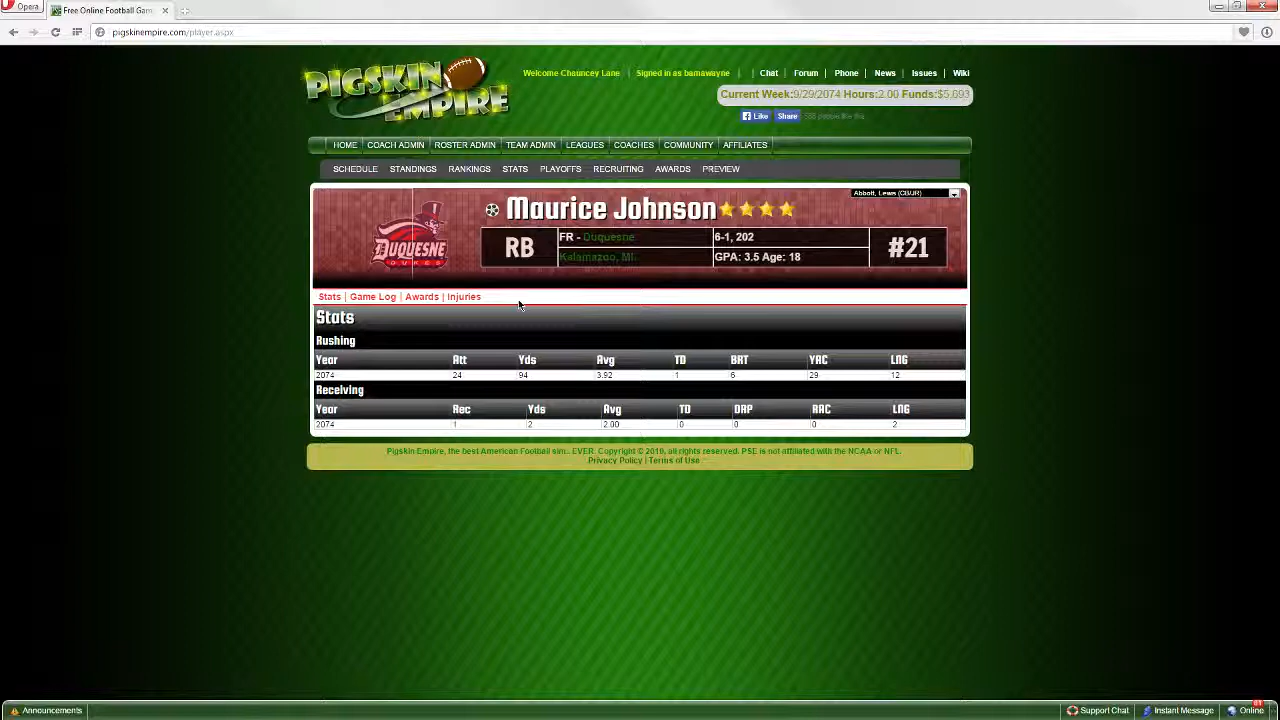 Opera
Free Online Football Gam
pigskinempire.com/player.aspx
PIGSKIN EMPIRE
Welcome Chauncey Lane | Signed in as bamawayne | | Chat | Forum | Phone | News | Issues | Wiki
Current Week:9/29/2074 Hours:2.00 Funds:$5,693
Like Share
HOME COACH ADMIN ROSTER ADMIN TEAM ADMIN LEAGUES COACHES COMMUNITY AFFILIATES
SCHEDULE STANDINGS RANKINGS STATS PLAYOFFS RECRUITING AWARDS PREVIEW
Abbott, Lewis (CB/JR)
Maurice Johnson
DUQUESNE
DUKES
RB
FR - Duquesne
6-1, 202
Kalamazoo, MI.
GPA: 3.5 Age: 18
#21
Stats | Game Log | Awards | Injuries
Stats
Rushing
Year Att Yds Avg TD BRT YAC LNG
2074 24 94 3.92 1 6 29 12
Receiving
Year Rec Yds Avg TD DRP RAC LNG
2074 1 2 2.00 0 0 0 2
Pigskin Empire, the best American Football sim.. EVER. Copyright © 2010, all rights reserved. PSE is not affiliated with the NCAA or NFL.
Privacy Policy | Terms of Use
Announcements
Support Chat
Instant Message
Online